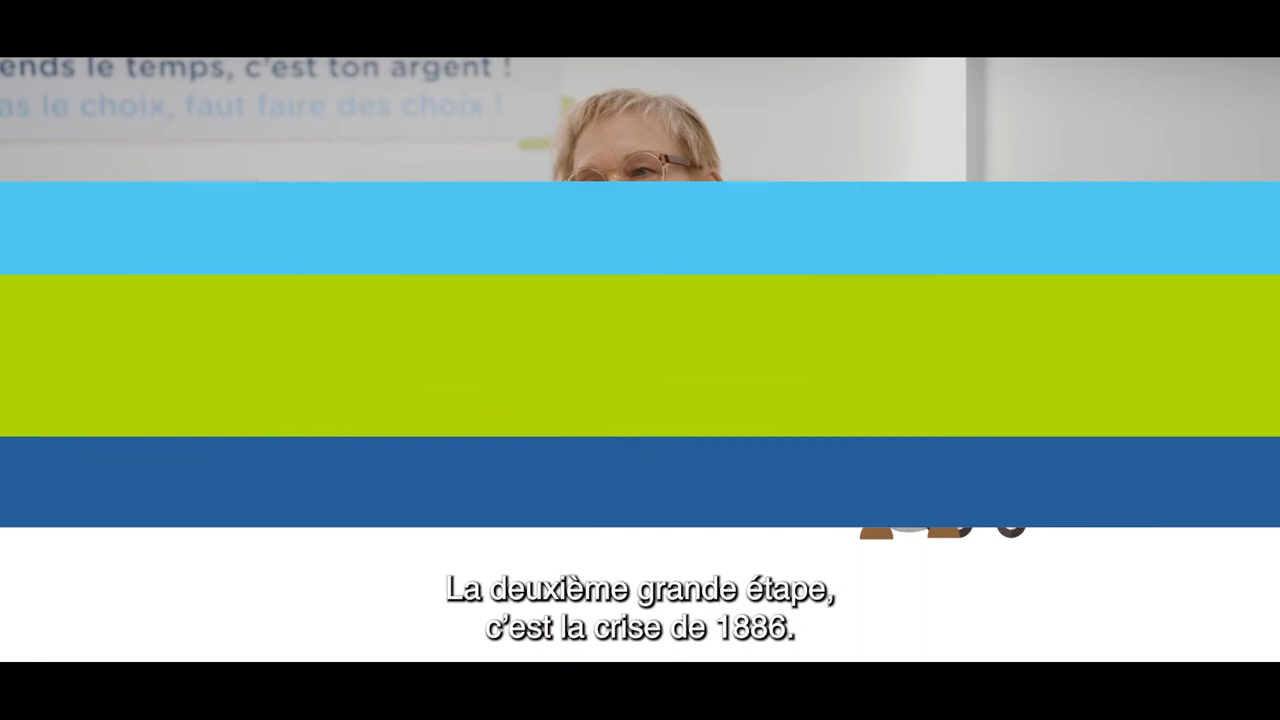 ends le temps, c'est ton argent !
as le choix, faut faire des choix !
La deuxième grande étape,
c'est la crise de 1886.